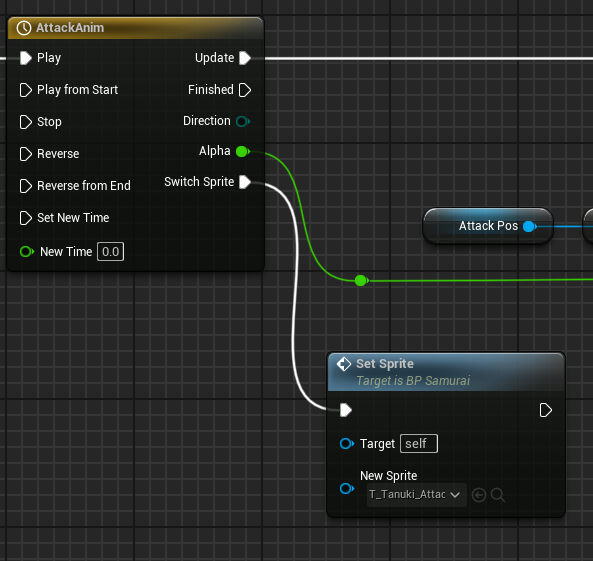 AttackAnim
Play
Update
Play from Start
Finished
Stop
Direction
Reverse
Alpha
Reverse from End
Switch Sprite
Set New Time
New Time 0.0
Attack Pos
Set Sprite
Target is BP Samurai
Target self
New Sprite
T_Tanuki_Attac